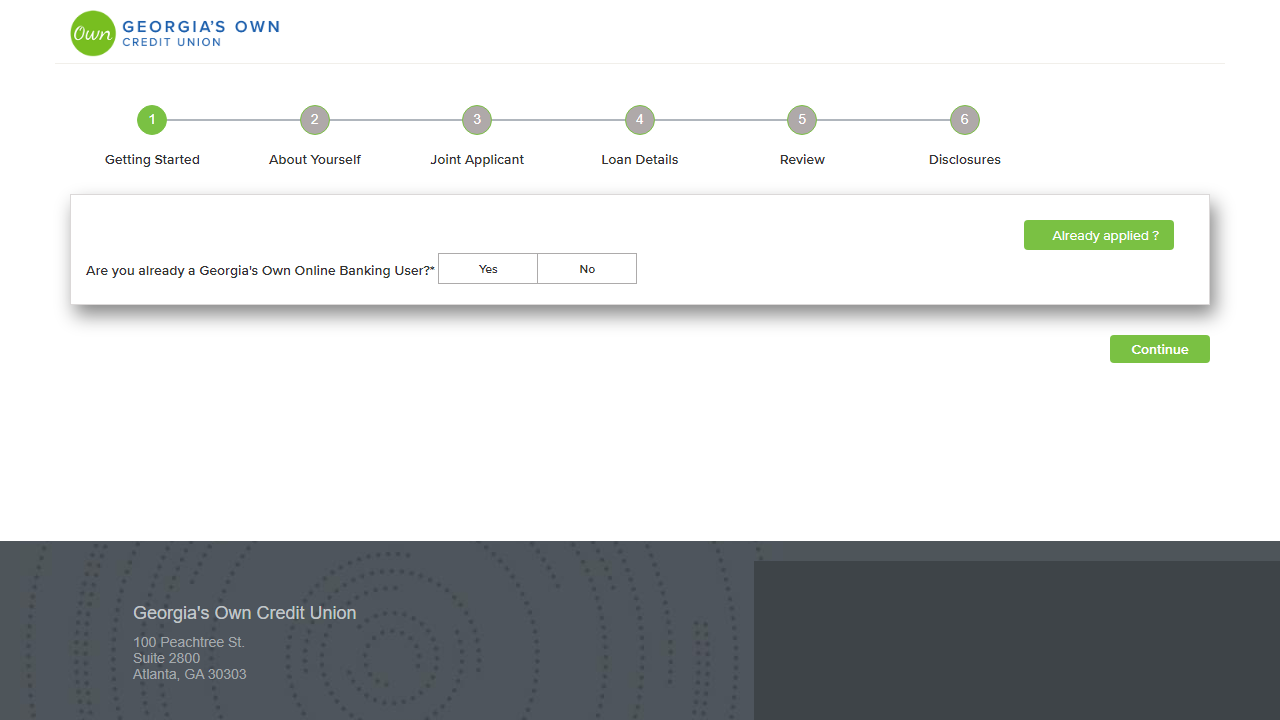 Own
GEORGIA'S OWN
CREDIT UNION
1 2 3 4 5 6
Getting Started About Yourself Joint Applicant Loan Details Review Disclosures
Already applied ?
Are you already a Georgia's Own Online Banking User?* Yes No
Continue
Georgia's Own Credit Union
100 Peachtree St.
Suite 2800
Atlanta, GA 30303